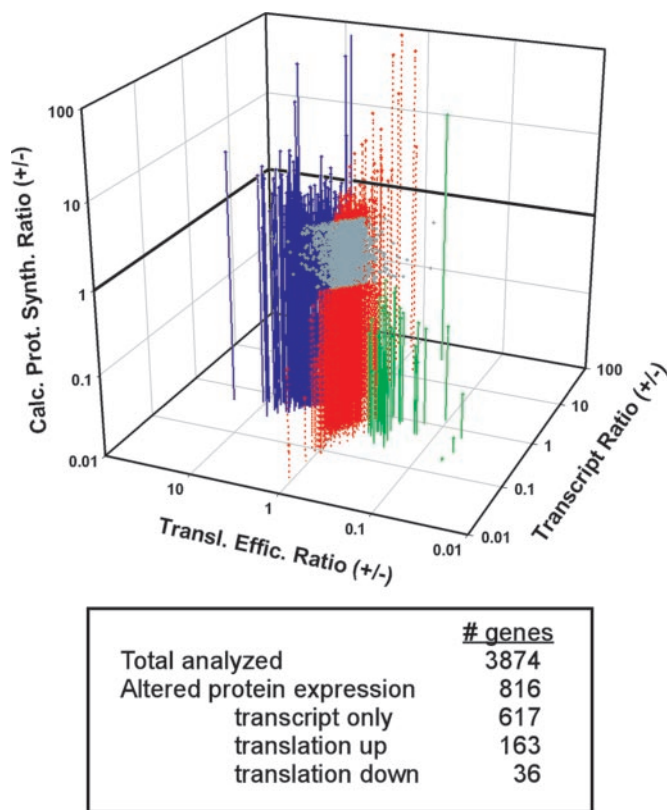 100
10
1
0.1
0.01
Calc. Prot. Synth. Ratio (+/-)
10
1
0.1
0.01
Transl. Effic. Ratio (+/-)
100
10
1
0.1
0.01
Transcript Ratio (+/-)
# genes
Total analyzed 3874
Altered protein expression 816
transcript only 617
translation up 163
translation down 36